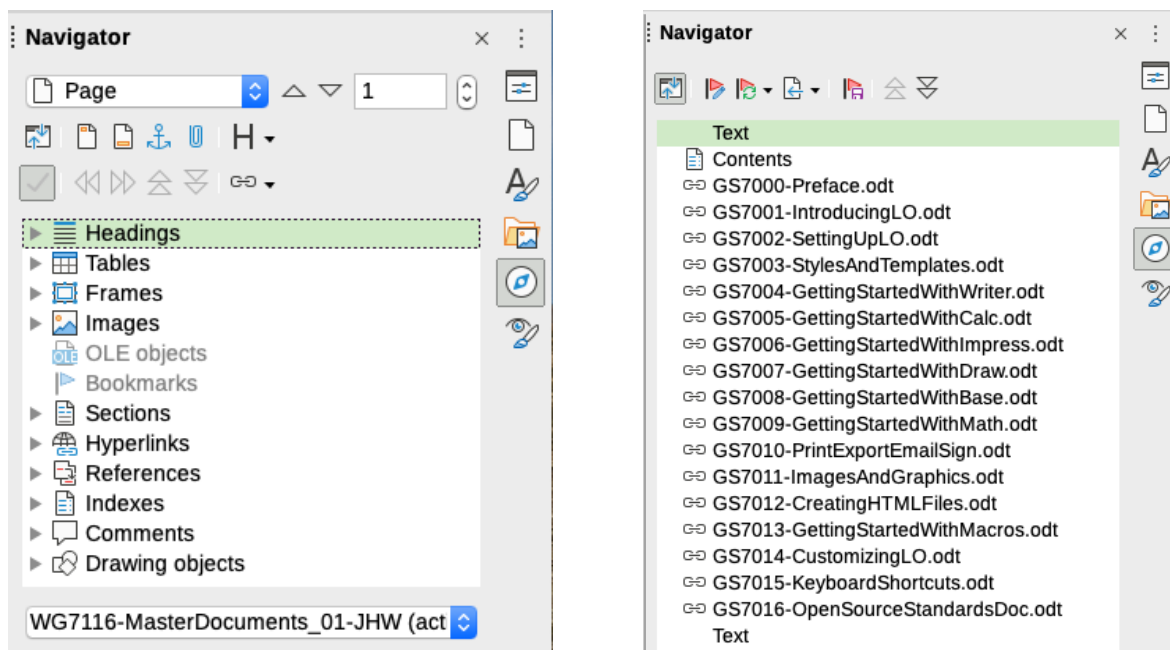 Navigator
Page
1
Headings
Tables
Frames
Images
OLE objects
Bookmarks
Sections
Hyperlinks
References
Indexes
Comments
Drawing objects
WG7116-MasterDocuments_01-JHW (act
Navigator
Text
Contents
GS7000-Preface.odt
GS7001-IntroducingLO.odt
GS7002-SettingUpLO.odt
GS7003-StylesAndTemplates.odt
GS7004-GettingStartedWithWriter.odt
GS7005-GettingStartedWithCalc.odt
GS7006-GettingStartedWithImpress.odt
GS7007-GettingStartedWithDraw.odt
GS7008-GettingStartedWithBase.odt
GS7009-GettingStartedWithMath.odt
GS7010-PrintExportEmailSign.odt
GS7011-ImagesAndGraphics.odt
GS7012-CreatingHTMLFiles.odt
GS7013-GettingStartedWithMacros.odt
GS7014-CustomizingLO.odt
GS7015-KeyboardShortcuts.odt
GS7016-OpenSourceStandardsDoc.odt
Text